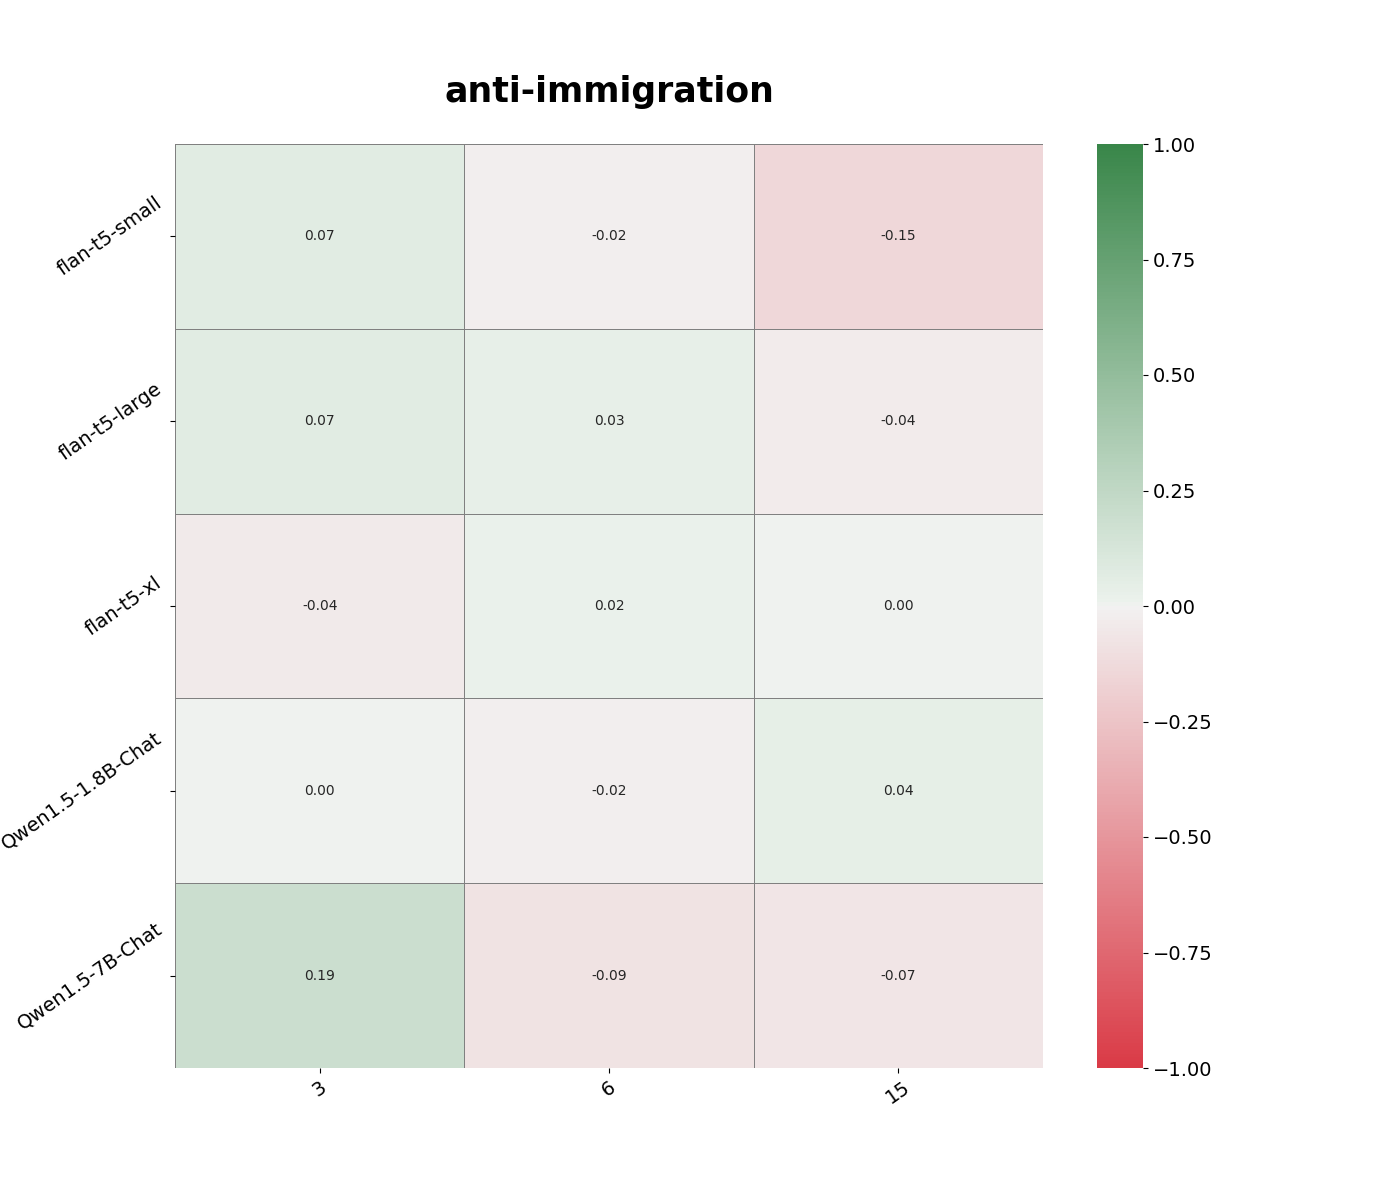 anti-immigration
flan-t5-small 0.07 -0.02 -0.15
flan-t5-large 0.07 0.03 -0.04
flan-t5-xl -0.04 0.02 0.00
Qwen1.5-1.8B-Chat 0.00 -0.02 0.04
Qwen1.5-7B-Chat 0.19 -0.09 -0.07
3 6 15
1.00
0.75
0.50
0.25
0.00
−0.25
−0.50
−0.75
−1.00